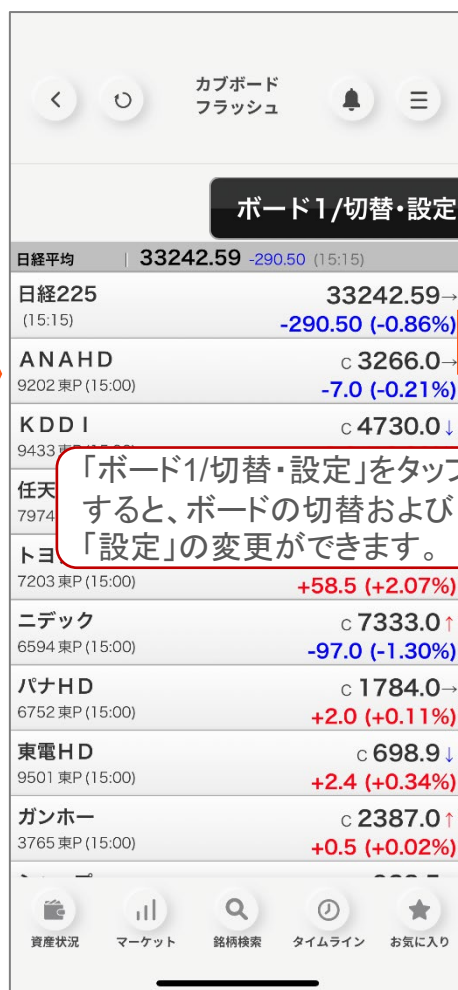 カブボード
フラッシュ
ボード1/切替・設定
日経平均 33242.59 -290.50 (15:15)
日経225 33242.59→
(15:15) -290.50 (-0.86%)
ANAHD c 3266.0→
9202 東P (15:00) -7.0 (-0.21%)
KDDI c 4730.0↓
9433
「ボード1/切替・設定」をタップ
すると、ボードの切替および
「設定」の変更ができます。
任天
7974
トヨ
7203 東P (15:00) +58.5 (+2.07%)
ニデック c 7333.0↑
6594 東P (15:00) -97.0 (-1.30%)
パナHD c 1784.0→
6752 東P (15:00) +2.0 (+0.11%)
東電HD c 698.9↓
9501 東P (15:00) +2.4 (+0.34%)
ガンホー c 2387.0↑
3765 東P (15:00) +0.5 (+0.02%)
資産状況 マーケット 銘柄検索 タイムライン お気に入り